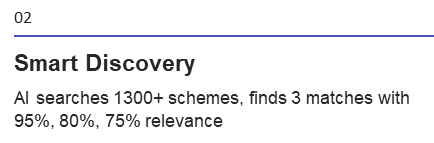 02
Smart Discovery
AI searches 1300+ schemes, finds 3 matches with
95%, 80%, 75% relevance